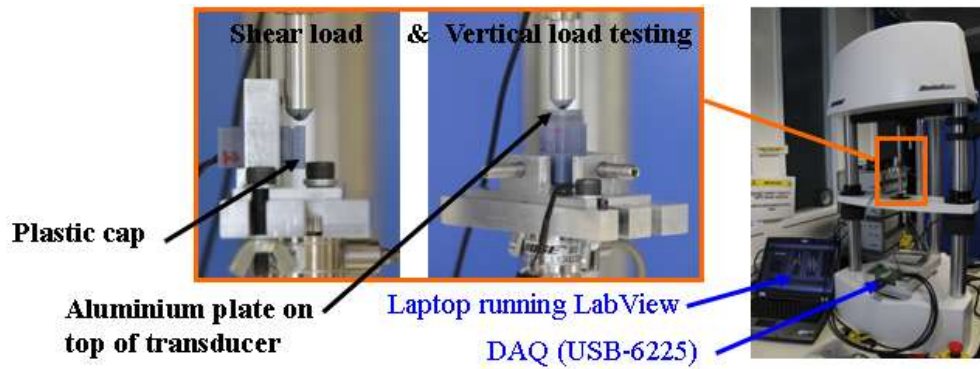 Shear load & Vertical load testing
Plastic cap
Aluminium plate on
top of transducer
Laptop running LabView
DAQ (USB-6225)
BOSE